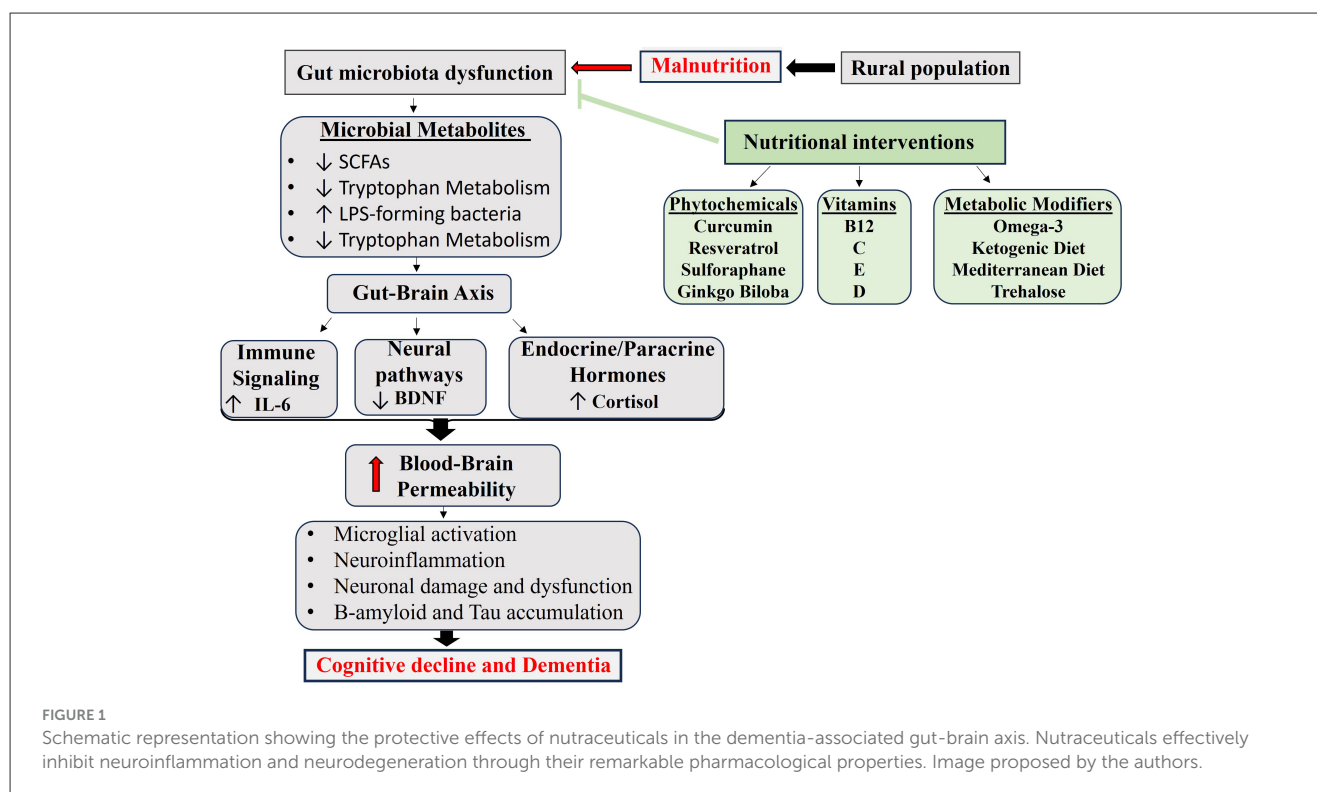 Gut microbiota dysfunction
Malnutrition
Rural population
Microbial Metabolites
• ↓ SCFAs
• ↓ Tryptophan Metabolism
• ↑ LPS-forming bacteria
• ↓ Tryptophan Metabolism
Nutritional interventions
Phytochemicals
Curcumin
Resveratrol
Sulforaphane
Ginkgo Biloba
Vitamins
B12
C
E
D
Metabolic Modifiers
Omega-3
Ketogenic Diet
Mediterranean Diet
Trehalose
Gut-Brain Axis
Immune
Signaling
↑ IL-6
Neural
pathways
↓ BDNF
Endocrine/Paracrine
Hormones
↑ Cortisol
Blood-Brain
Permeability
• Microglial activation
• Neuroinflammation
• Neuronal damage and dysfunction
• B-amyloid and Tau accumulation
Cognitive decline and Dementia
FIGURE 1
Schematic representation showing the protective effects of nutraceuticals in the dementia-associated gut-brain axis. Nutraceuticals effectively
inhibit neuroinflammation and neurodegeneration through their remarkable pharmacological properties. Image proposed by the authors.